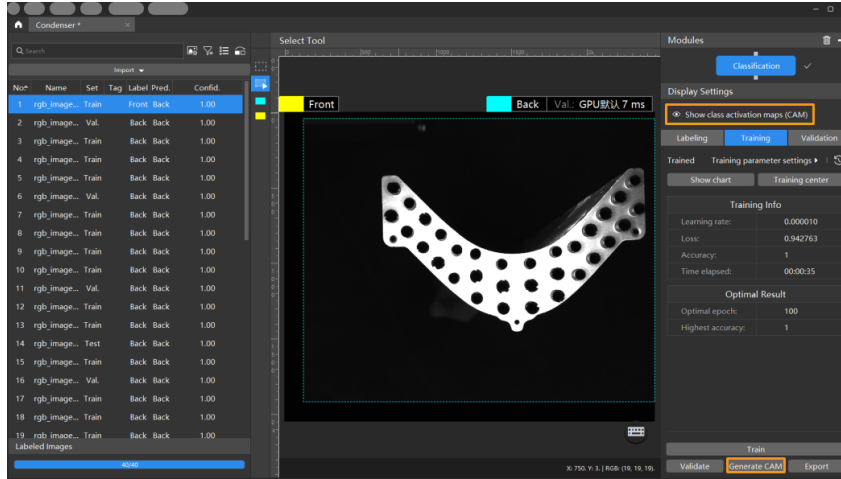 Condenser *
Search
Import
No. Name Set Tag Label Pred. Confid.
1 rgb_image... Train Front Back 1.00
2 rgb_image... Val. Back Back 1.00
3 rgb_image... Train Back Back 1.00
4 rgb_image... Train Back Back 1.00
5 rgb_image... Train Back Back 1.00
6 rgb_image... Val. Back Back 1.00
7 rgb_image... Train Back Back 1.00
8 rgb_image... Train Back Back 1.00
9 rgb_image... Train Back Back 1.00
10 rgb_image... Train Back Back 1.00
11 rgb_image... Val. Back Back 1.00
12 rgb_image... Train Back Back 1.00
13 rgb_image... Train Back Back 1.00
14 rgb_image... Test Back Back 1.00
15 rgb_image... Train Back Back 1.00
16 rgb_image... Val. Back Back 1.00
17 rgb_image... Train Back Back 1.00
18 rgb_image... Train Back Back 1.00
19 rgb_image... Train Back Back 1.00
Labeled Images
40/40
Select Tool
Front
Back Val.: GPU默认 7 ms
X: 750. Y: 3. | RGB: (19, 19, 19).
Modules
Classification
Display Settings
Show class activation maps (CAM)
Labeling Training Validation
Trained Training parameter settings
Show chart Training center
Training Info
Learning rate: 0.000010
Loss: 0.942763
Accuracy: 1
Time elapsed: 00:00:35
Optimal Result
Optimal epoch: 100
Highest accuracy: 1
Train
Validate Generate CAM Export